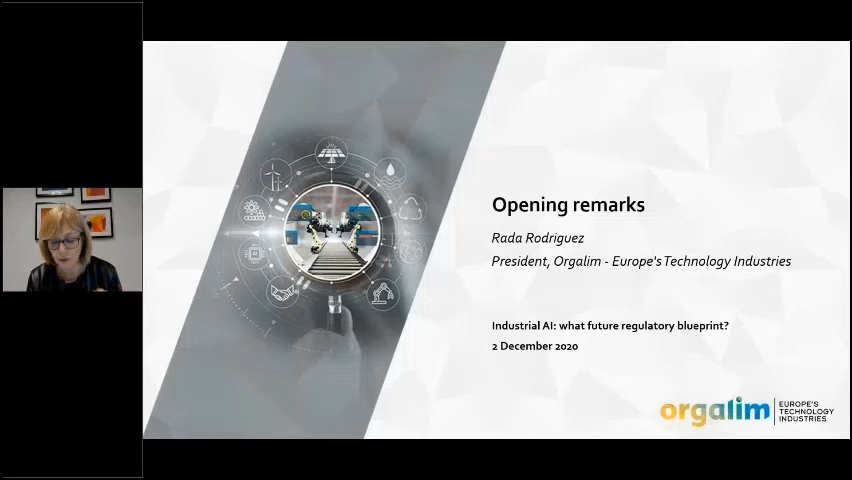 Opening remarks
Rada Rodriguez
President, Orgalim - Europe's Technology Industries
Industrial AI: what future regulatory blueprint?
2 December 2020
orgalim
EUROPE'S
TECHNOLOGY
INDUSTRIES